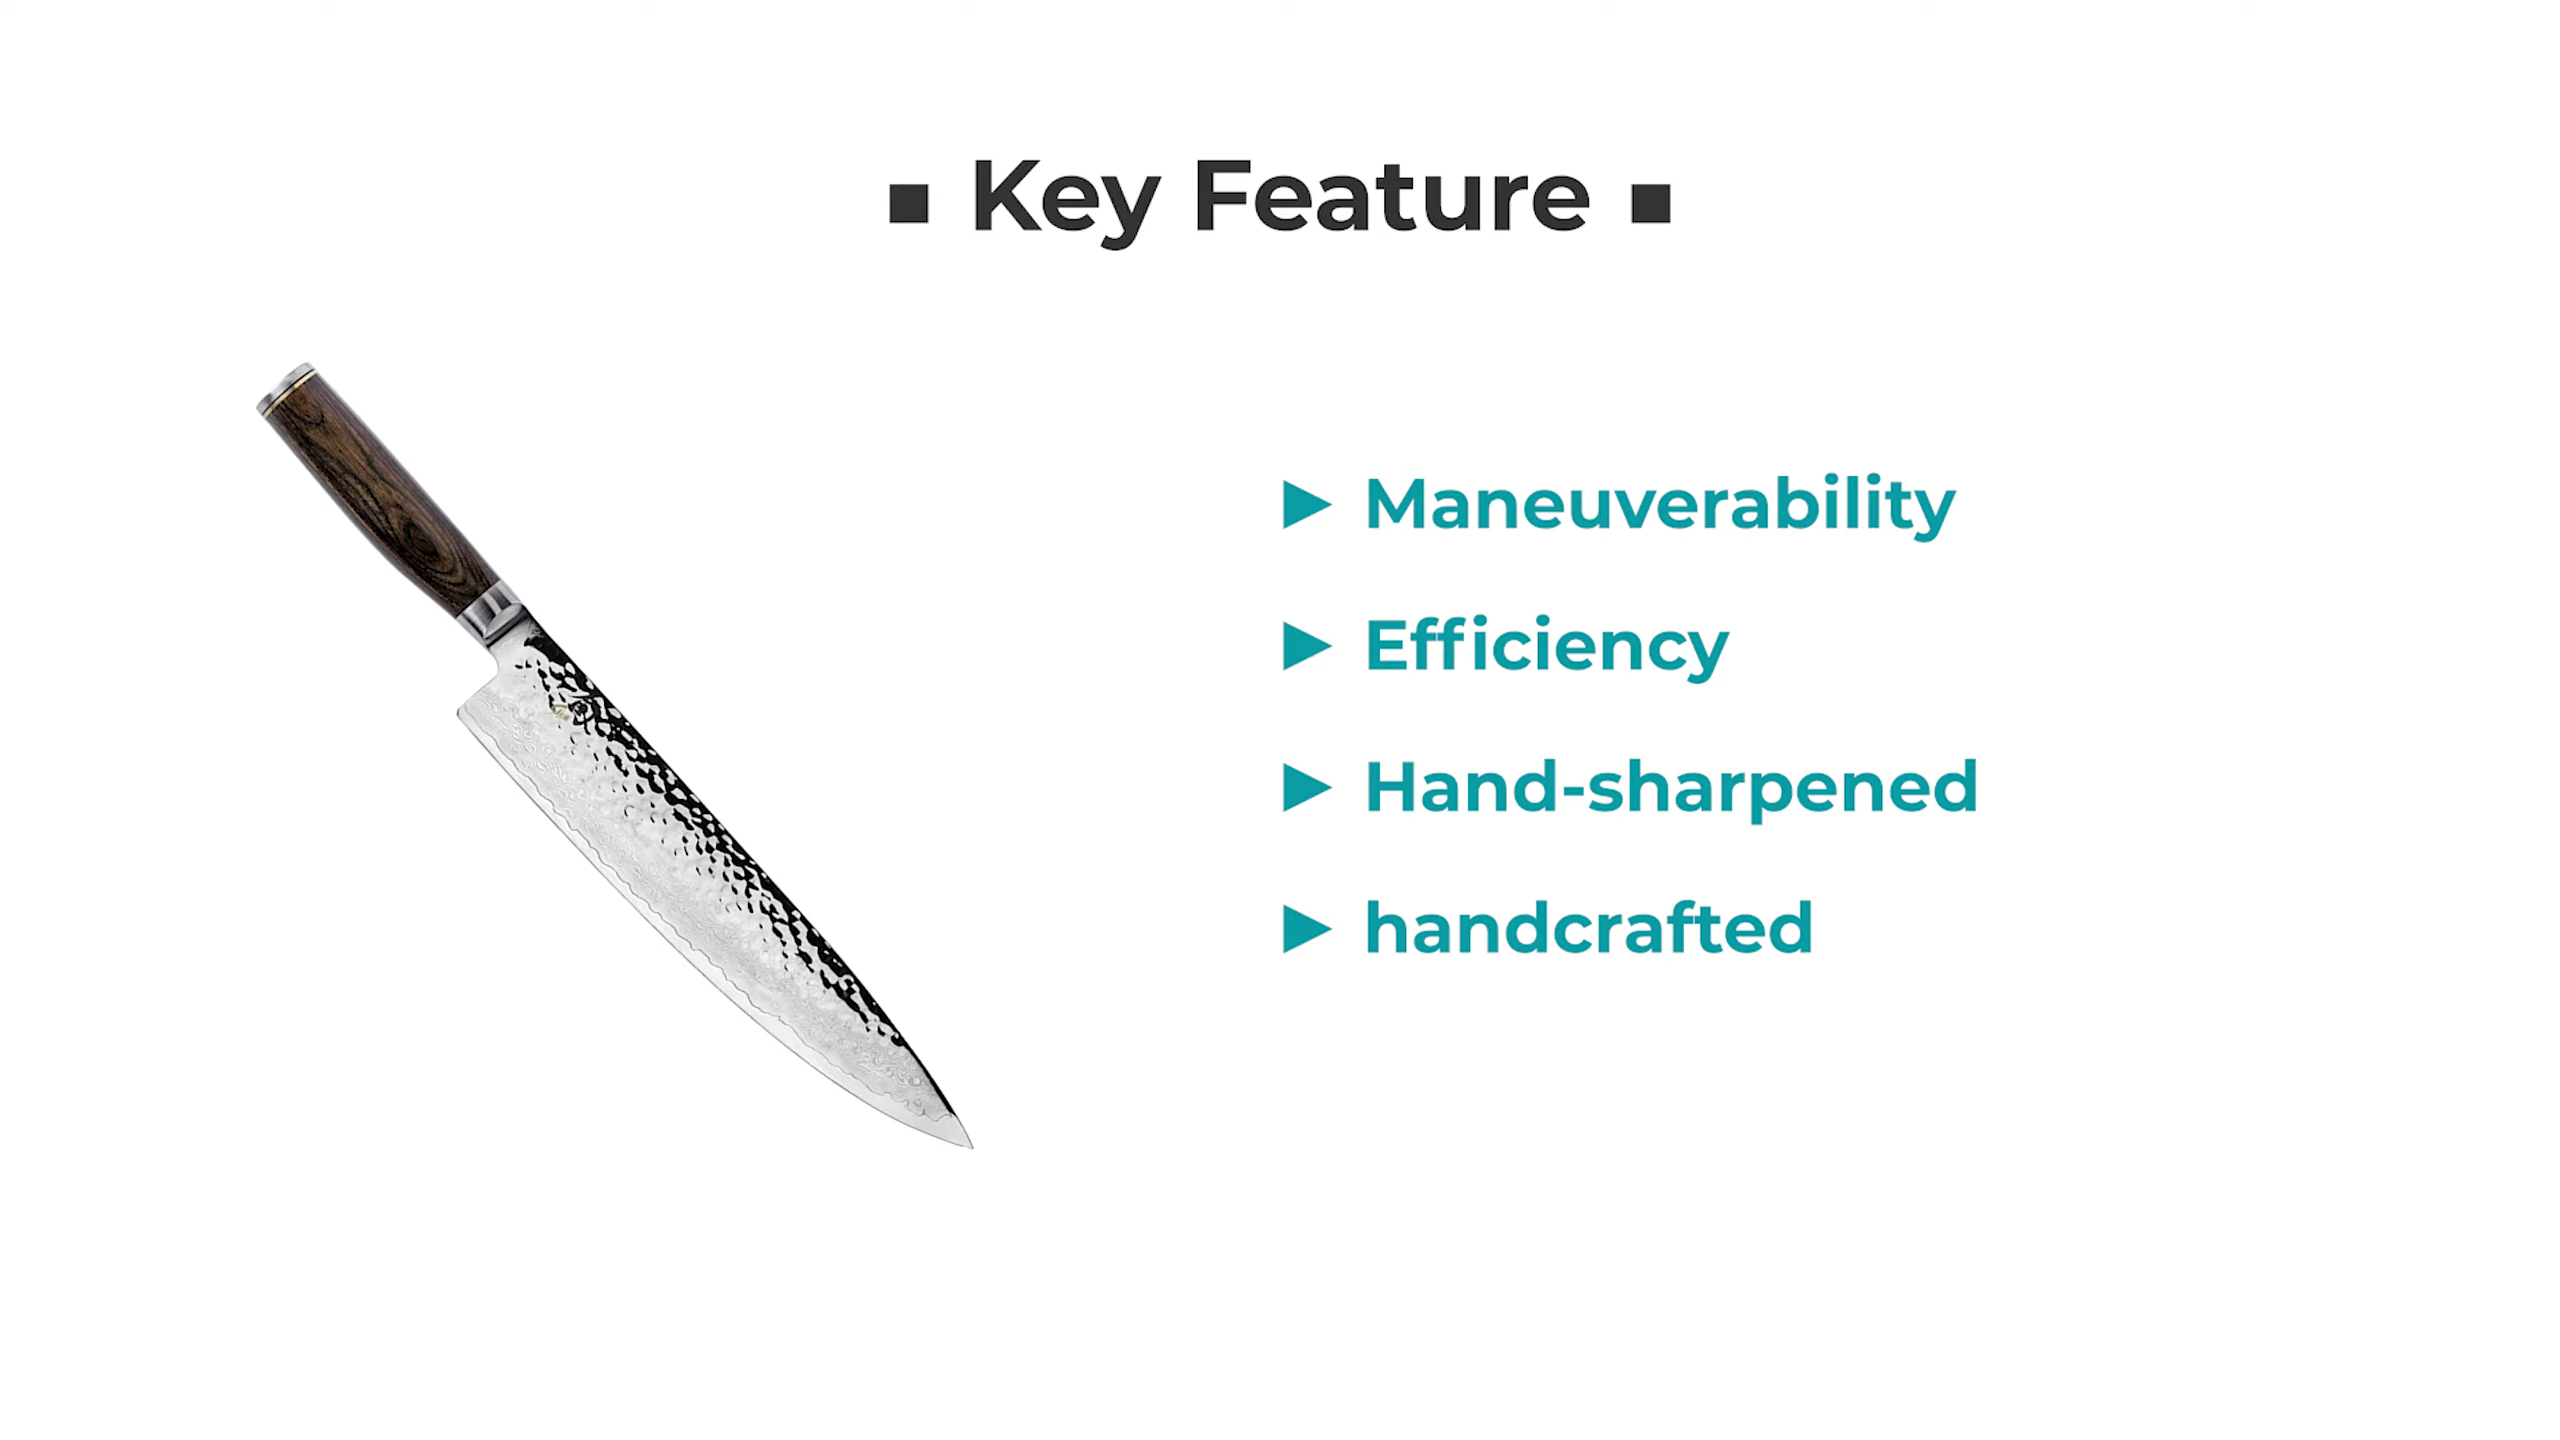 Key Feature
Maneuverability
Efficiency
Hand-sharpened
handcrafted